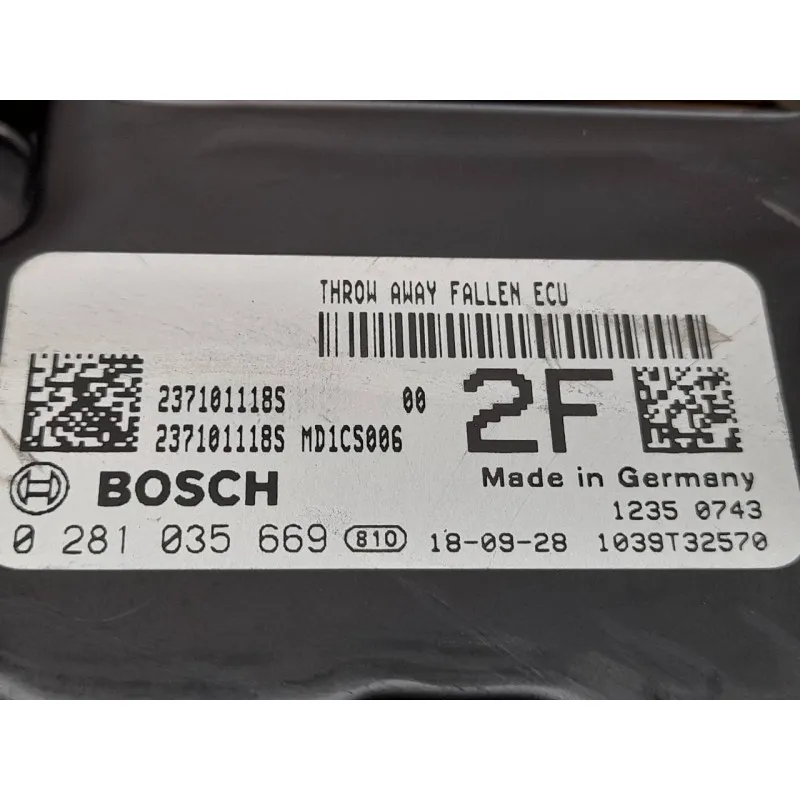 THROW AWAY FALLEN ECU
237101118S 00
237101118S MD1CS006
2F
BOSCH
Made in Germany
1235 0743
0 281 035 669 810 18-09-28 1039T32570